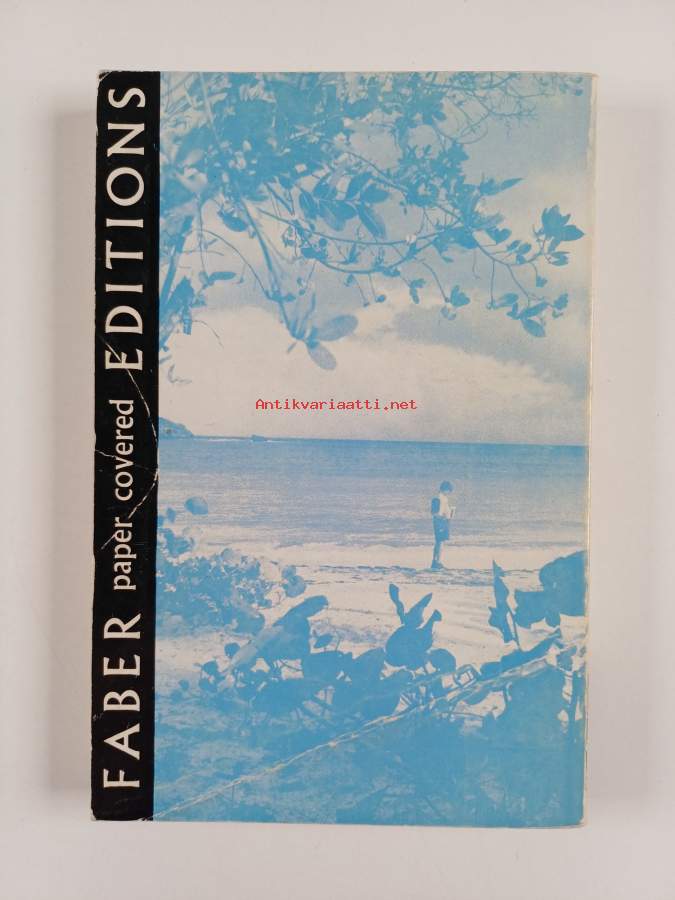 FABER paper covered EDITIONS
Antikvariaatti.net